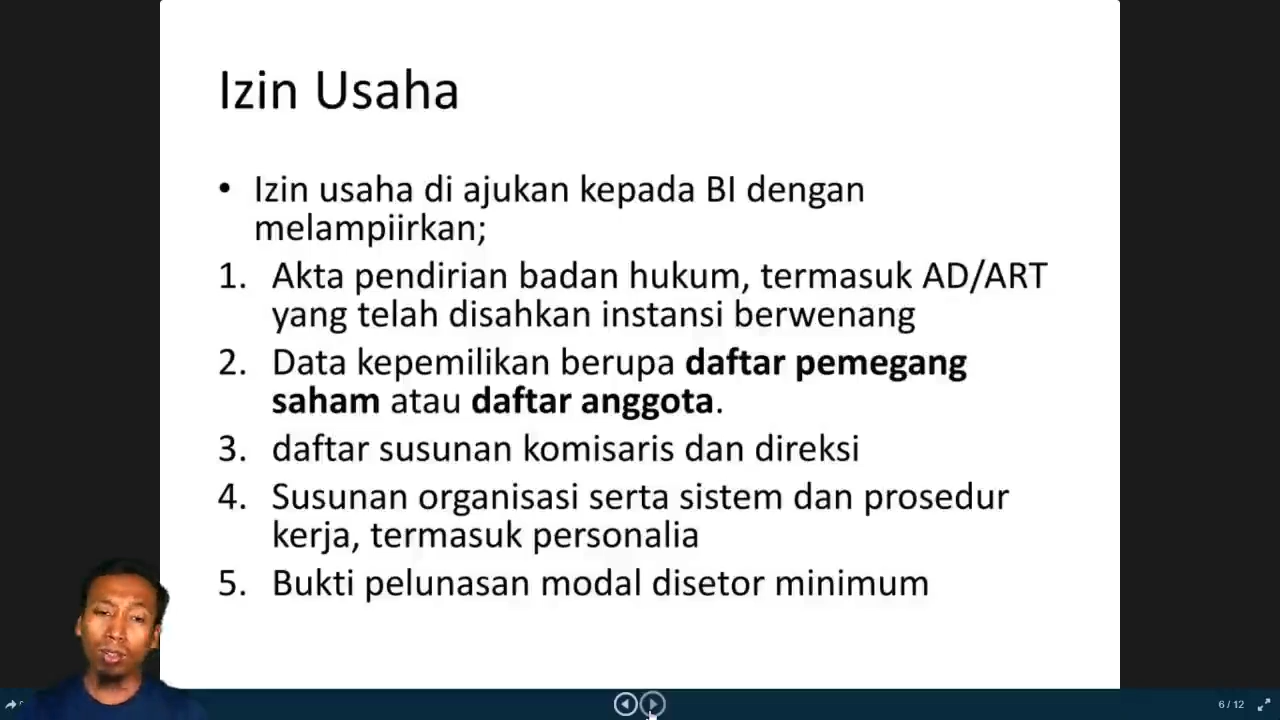 Izin Usaha
• Izin usaha di ajukan kepada BI dengan
melampiirkan;
1. Akta pendirian badan hukum, termasuk AD/ART
yang telah disahkan instansi berwenang
2. Data kepemilikan berupa daftar pemegang
saham atau daftar anggota.
3. daftar susunan komisaris dan direksi
4. Susunan organisasi serta sistem dan prosedur
kerja, termasuk personalia
5. Bukti pelunasan modal disetor minimum
6 / 12